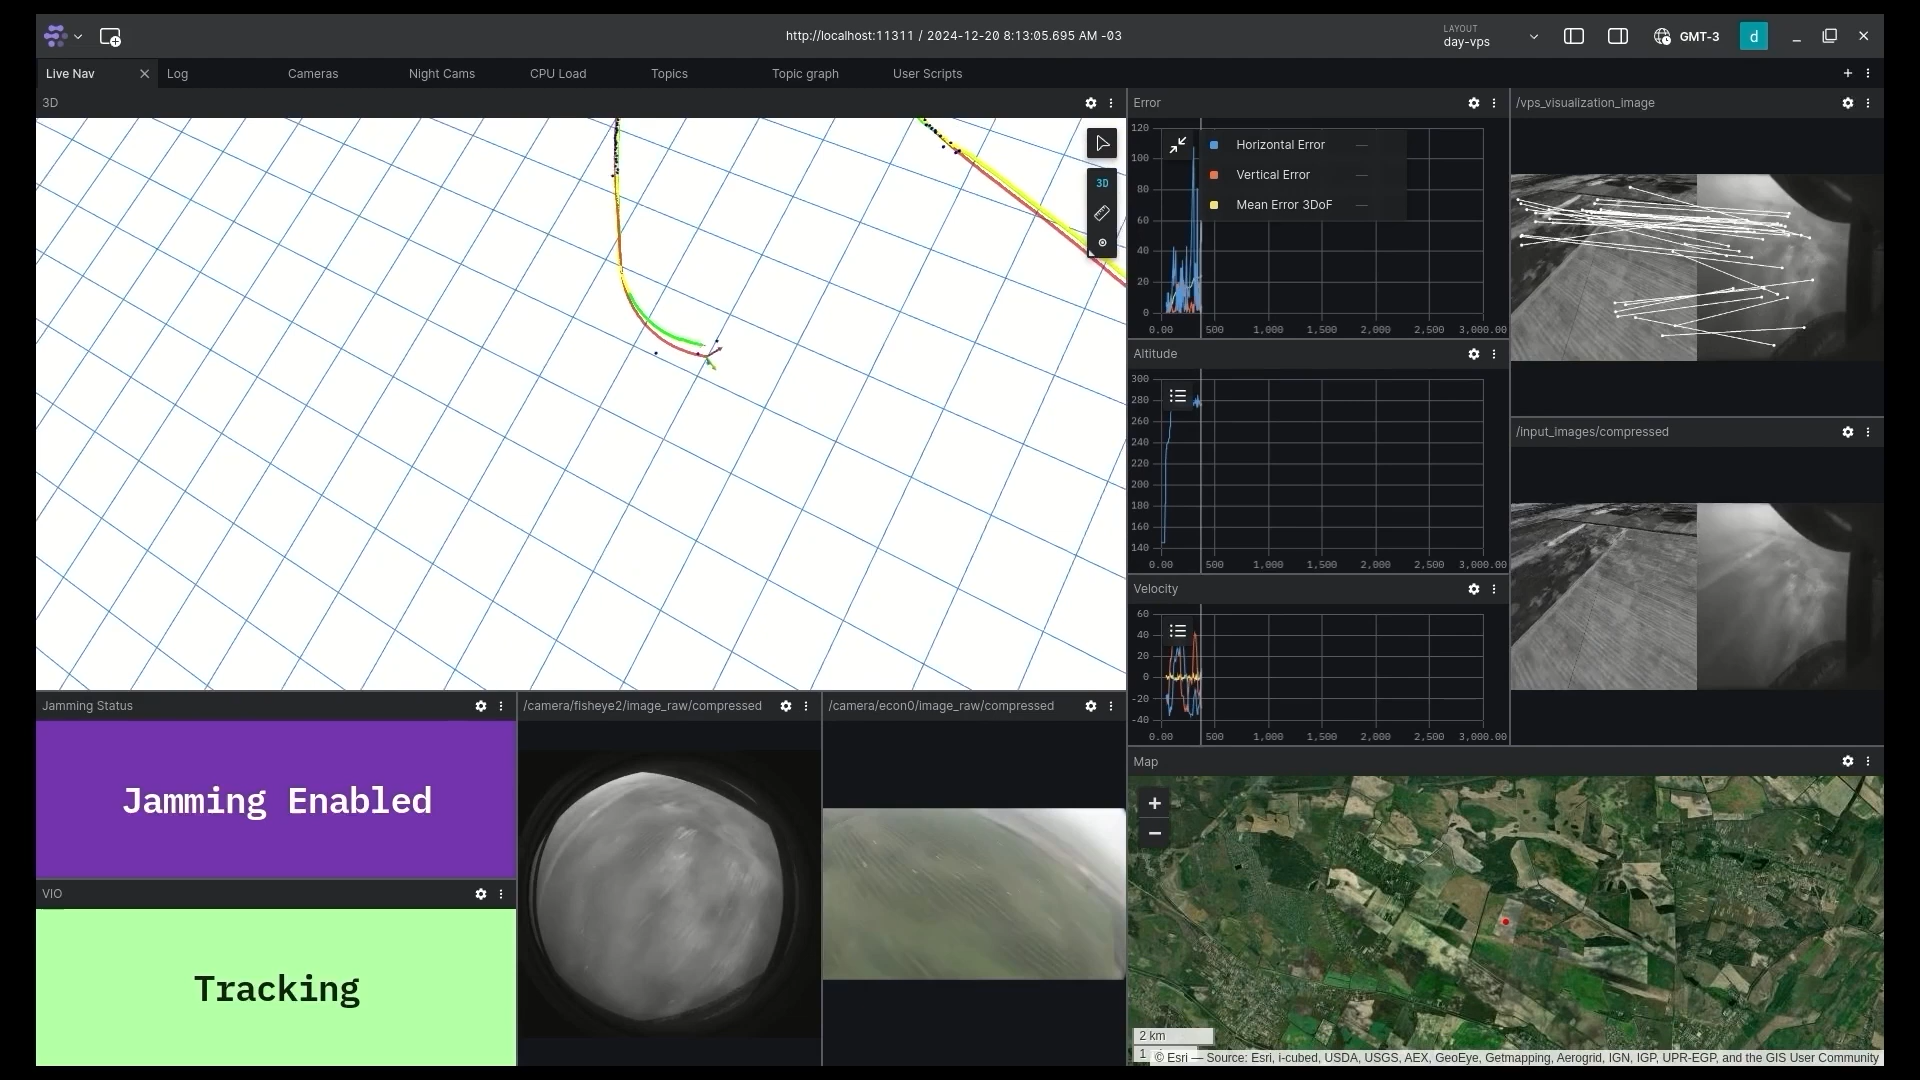 http://localhost:11311 / 2024-12-20 8:13:05.695 AM -03
LAYOUT
day-vps
GMT-3
d
Live Nav
Log
Cameras
Night Cams
CPU Load
Topics
Topic graph
User Scripts
3D
3D
Error
120
100
80
60
40
20
0
Horizontal Error —
Vertical Error —
Mean Error 3DoF —
0.00 500 1,000 1,500 2,000 2,500 3,000.00
Altitude
300
280
260
240
220
200
180
160
140
0.00 500 1,000 1,500 2,000 2,500 3,000.00
Velocity
60
40
20
0
-20
-40
0.00 500 1,000 1,500 2,000 2,500 3,000.00
/vps_visualization_image
/input_images/compressed
Jamming Status
Jamming Enabled
VIO
Tracking
/camera/fisheye2/image_raw/compressed
/camera/econ0/image_raw/compressed
Map
+
−
2 km
1
© Esri — Source: Esri, i-cubed, USDA, USGS, AEX, GeoEye, Getmapping, Aerogrid, IGN, IGP, UPR-EGP, and the GIS User Community